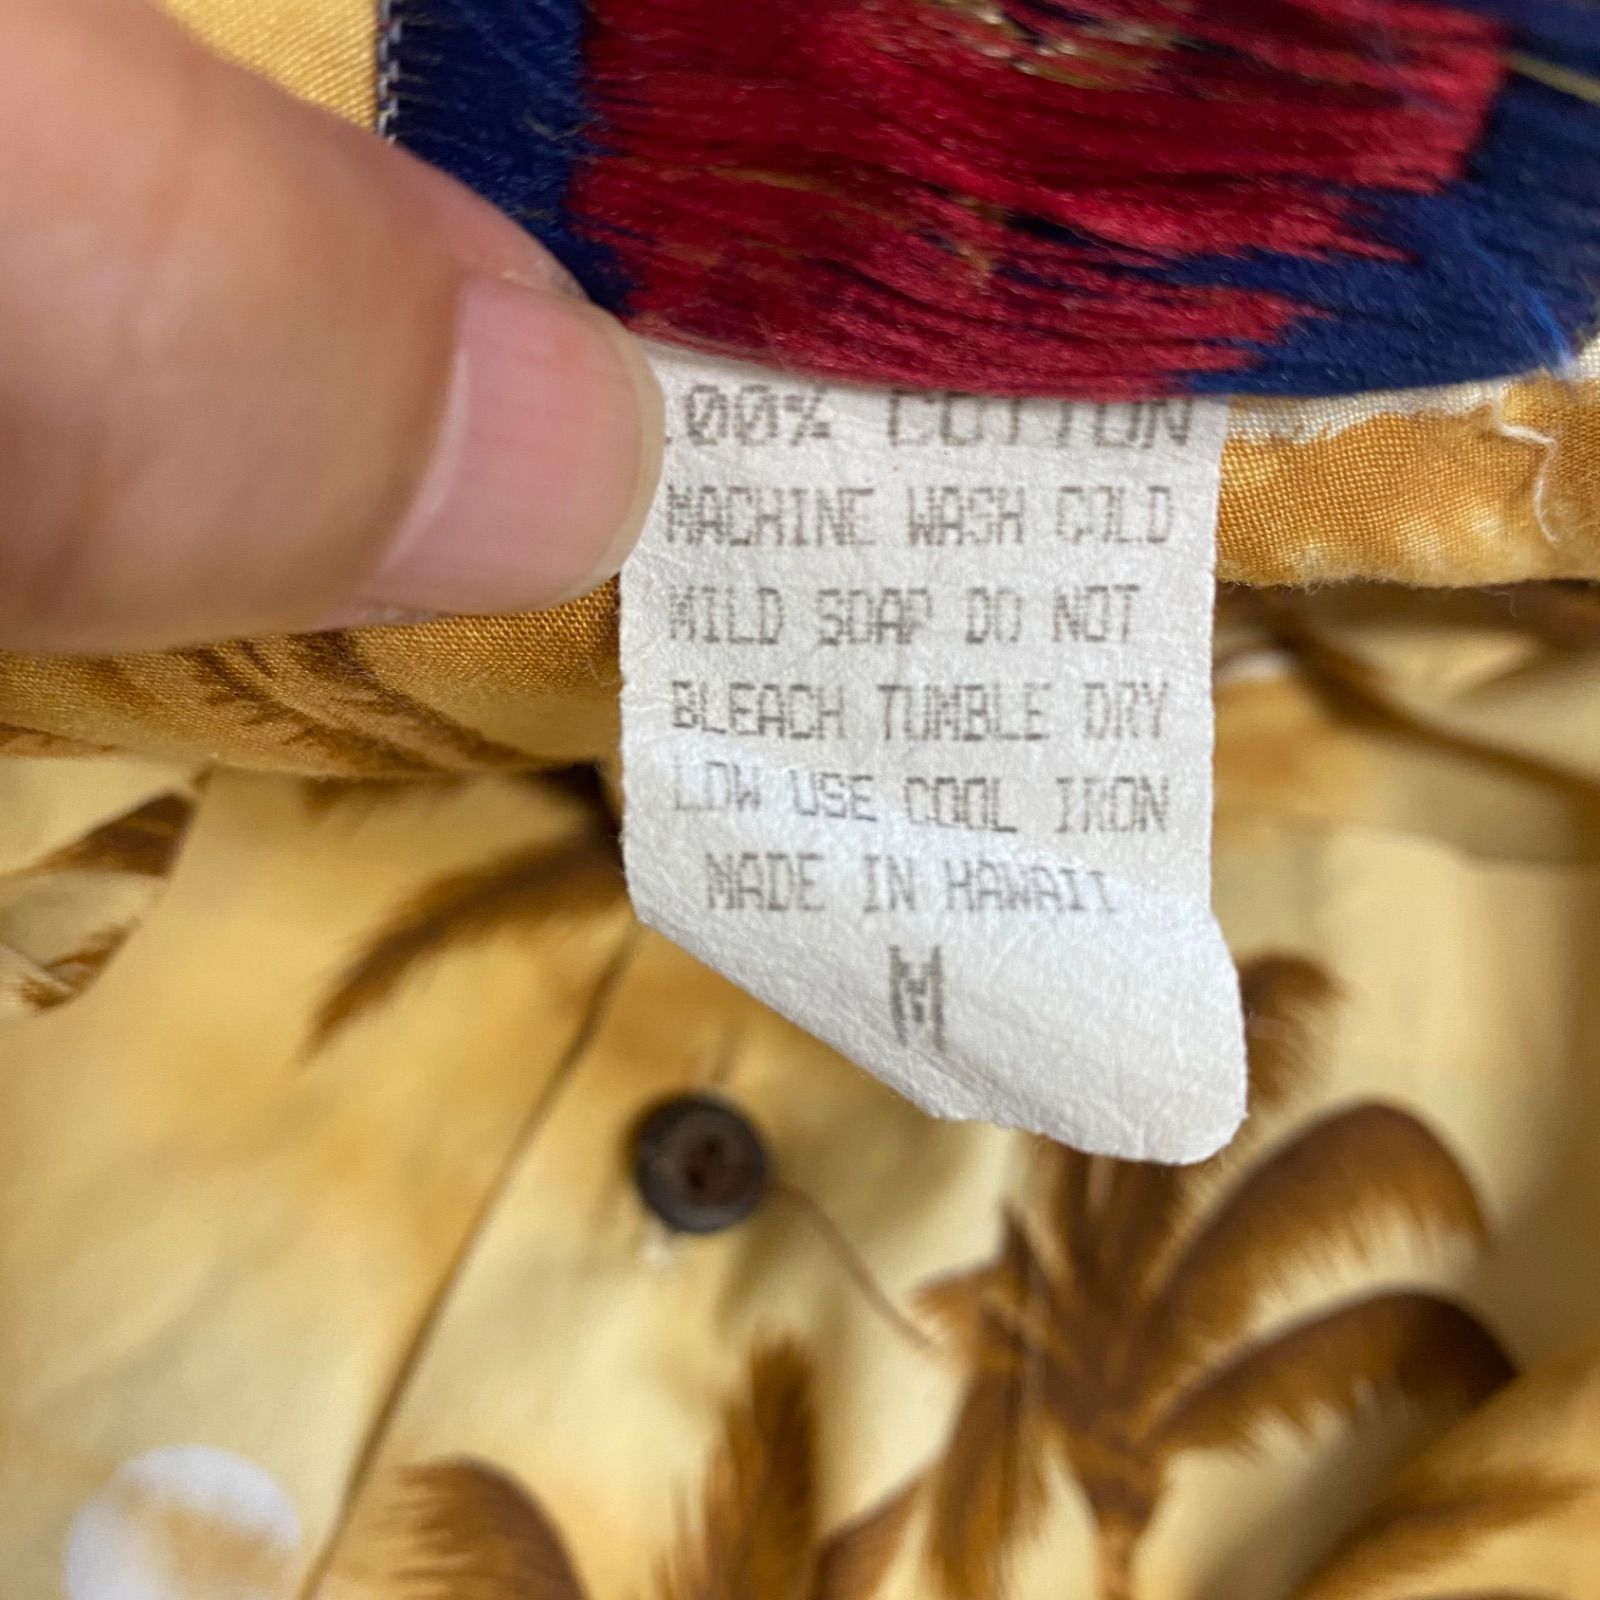 100% COTTON
MACHINE WASH COLD
MILD SOAP DO NOT
BLEACH TUMBLE DRY
LOW USE COOL IRON
MADE IN HAWAII
M